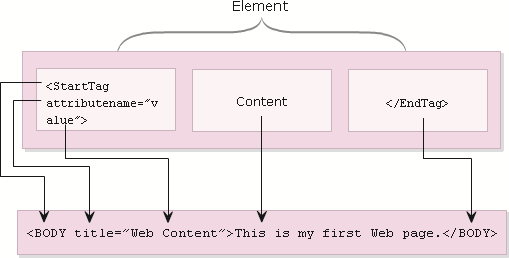 Element
<StartTag
attributename="v
alue">
Content
</EndTag>
<BODY title="Web Content">This is my first Web page.</BODY>